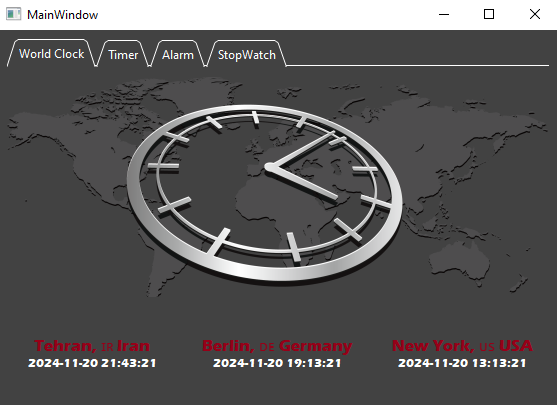 MainWindow
World Clock Timer Alarm StopWatch
Tehran, IR Iran Berlin, DE Germany New York, US USA
2024-11-20 21:43:21 2024-11-20 19:13:21 2024-11-20 13:13:21